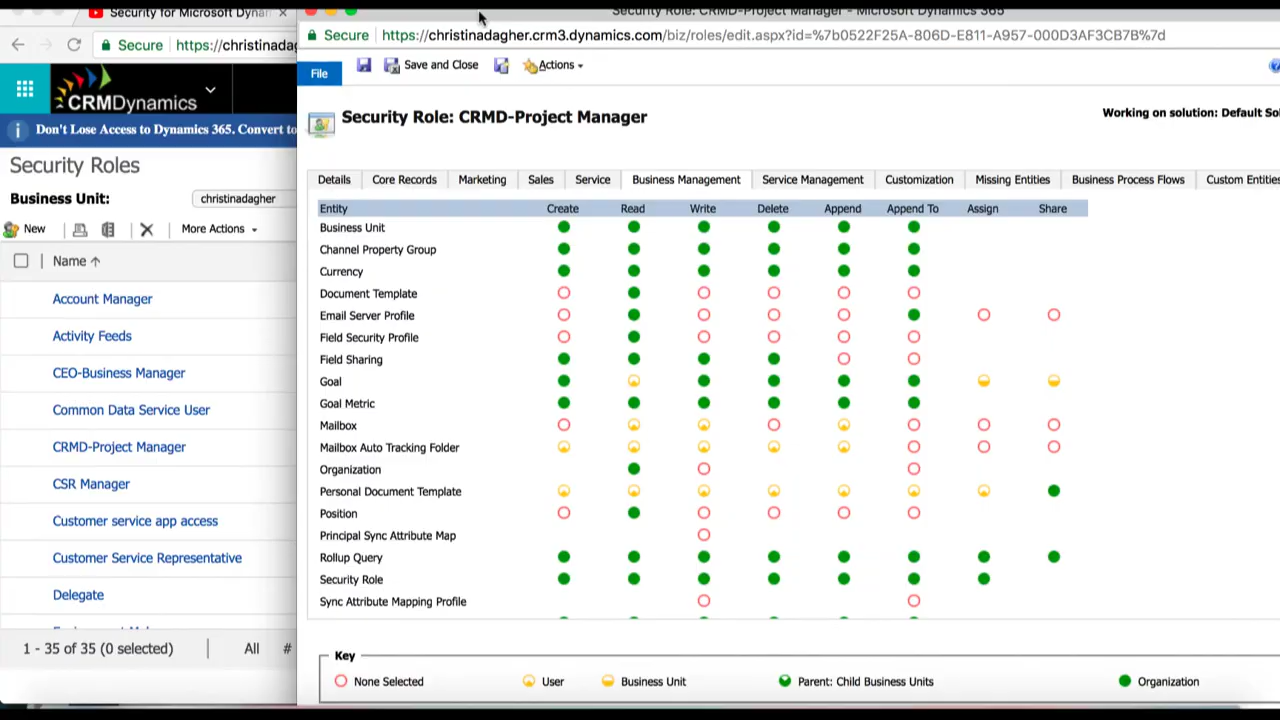 Security for Microsoft Dynam
Security Role: CRMD-Project Manager - Microsoft Dynamics 365
Secure https://christinadag
Secure https://christinadagher.crm3.dynamics.com/biz/roles/edit.aspx?id=%7b0522F25A-806D-E811-A957-000D3AF3CB7B%7d
File Save and Close Actions
CRMDynamics
Don't Lose Access to Dynamics 365. Convert to
Security Role: CRMD-Project Manager
Working on solution: Default So
Security Roles
Business Unit: christinadagher
New More Actions
Name
Account Manager
Activity Feeds
CEO-Business Manager
Common Data Service User
CRMD-Project Manager
CSR Manager
Customer service app access
Customer Service Representative
Delegate
1 - 35 of 35 (0 selected) All #
Details Core Records Marketing Sales Service Business Management Service Management Customization Missing Entities Business Process Flows Custom Entities
Entity Create Read Write Delete Append Append To Assign Share
Business Unit
Channel Property Group
Currency
Document Template
Email Server Profile
Field Security Profile
Field Sharing
Goal
Goal Metric
Mailbox
Mailbox Auto Tracking Folder
Organization
Personal Document Template
Position
Principal Sync Attribute Map
Rollup Query
Security Role
Sync Attribute Mapping Profile
Key
None Selected User Business Unit Parent: Child Business Units Organization